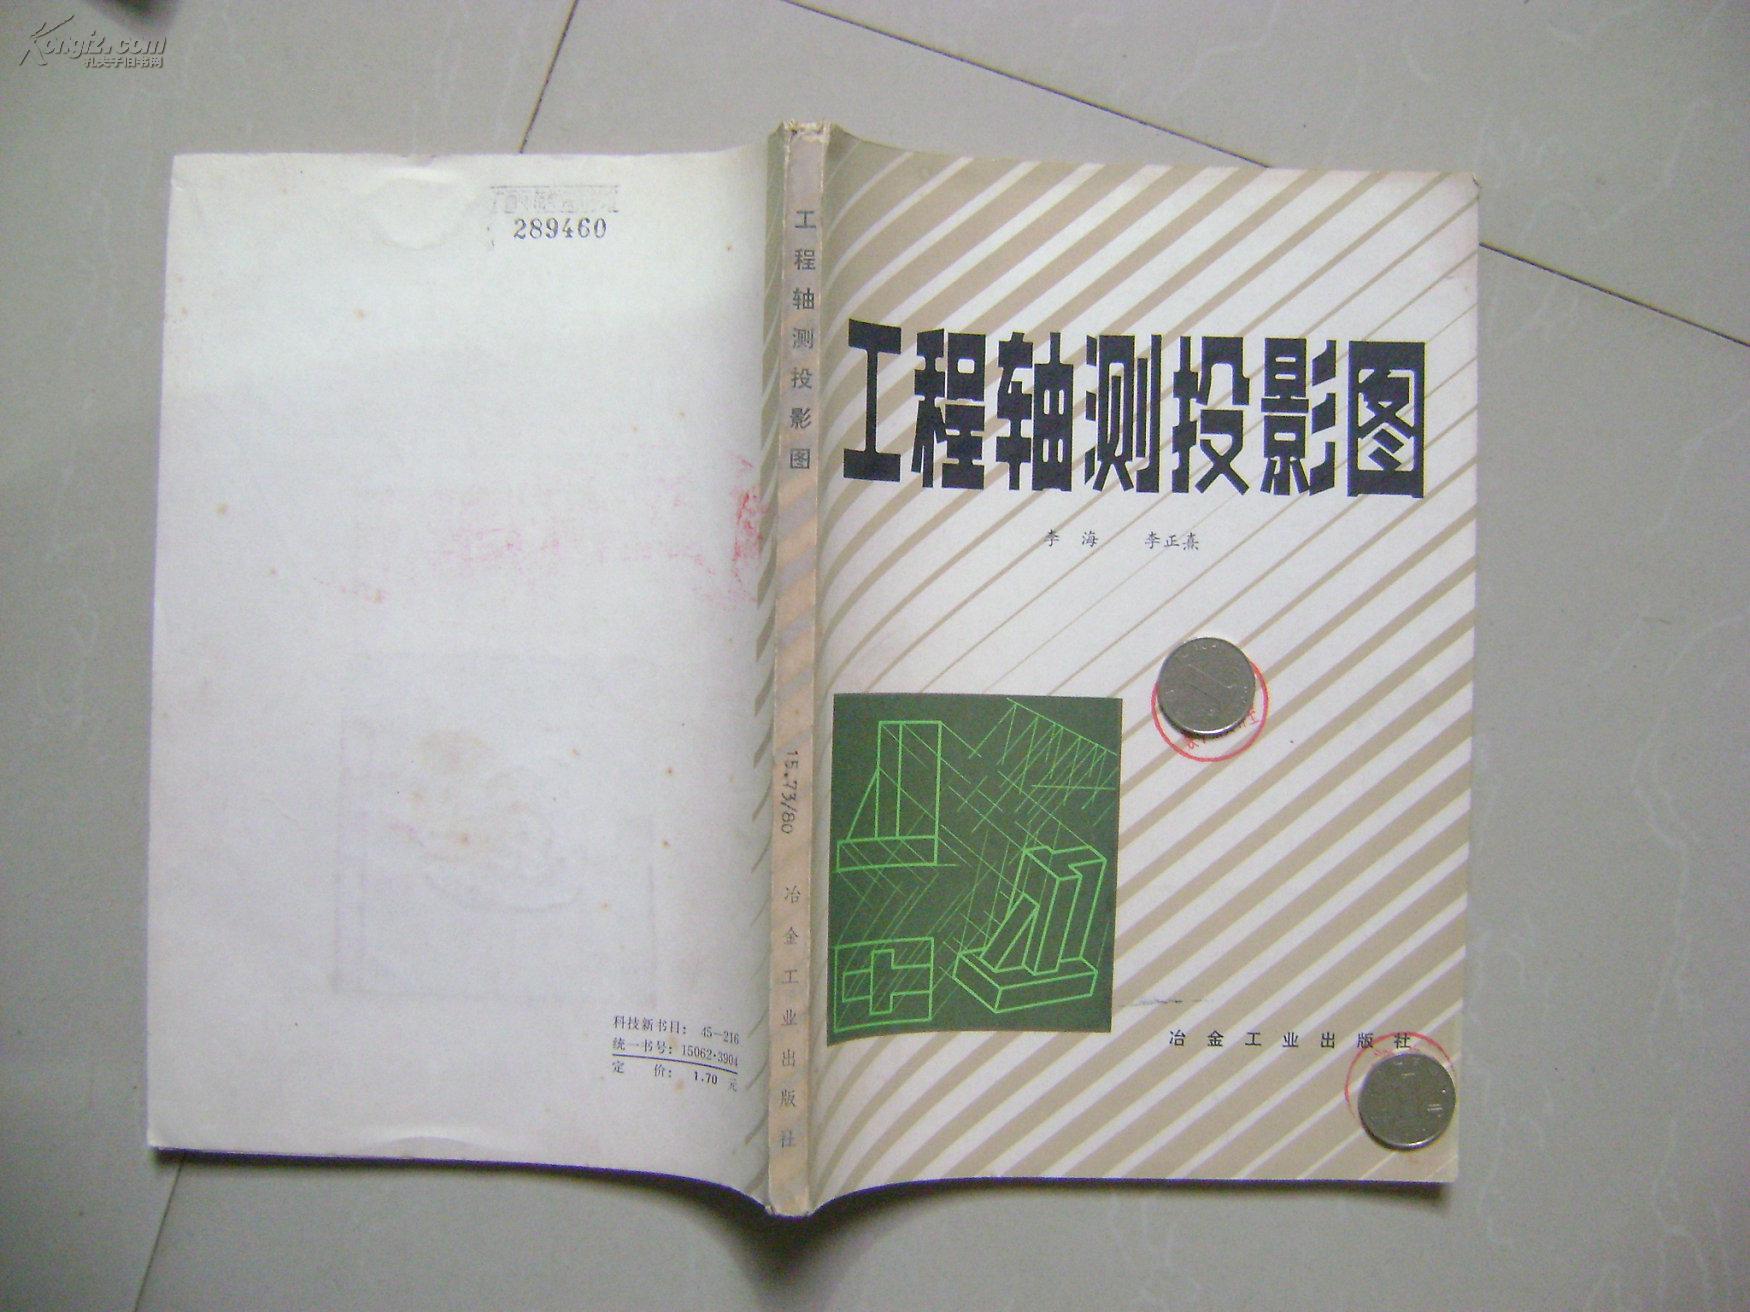 Kongfz.com
孔夫子旧书网
289460
工程轴测投影图
15.73/80
冶金工业出版社
科技新书目: 45—216
统一书号: 15062·3904
定 价: 1.70 元
工程轴测投影图
李 海 李正熹
冶金工业出版社